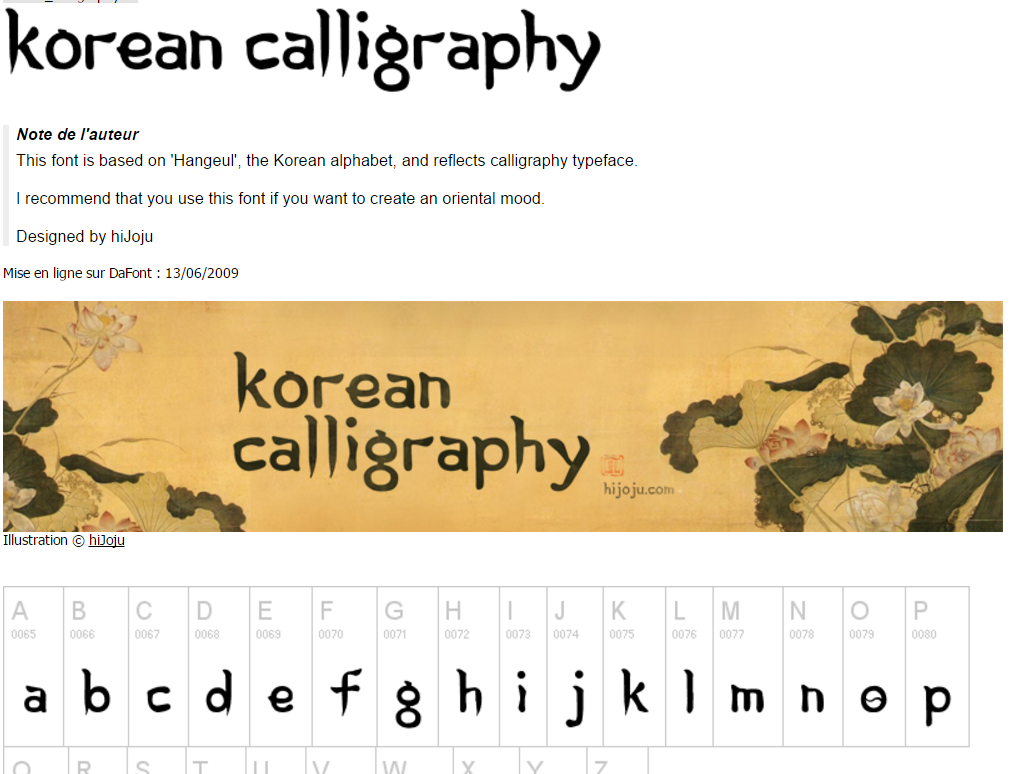 korean calligraphy
Note de l'auteur
This font is based on 'Hangeul', the Korean alphabet, and reflects calligraphy typeface.
I recommend that you use this font if you want to create an oriental mood.
Designed by hiJoju
Mise en ligne sur DaFont : 13/06/2009
korean
calligraphy
hijoju.com
Illustration © hiJoju
A B C D E F G H I J K L M N O P
0065 0066 0067 0068 0069 0070 0071 0072 0073 0074 0075 0076 0077 0078 0079 0080
a b c d e f g h i j k l m n o p
Q R S T U V W X Y Z